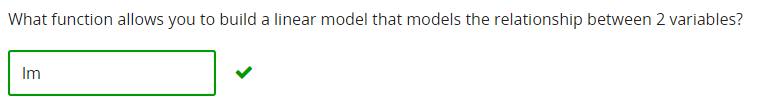 What function allows you to build a linear model that models the relationship between 2 variables?
lm